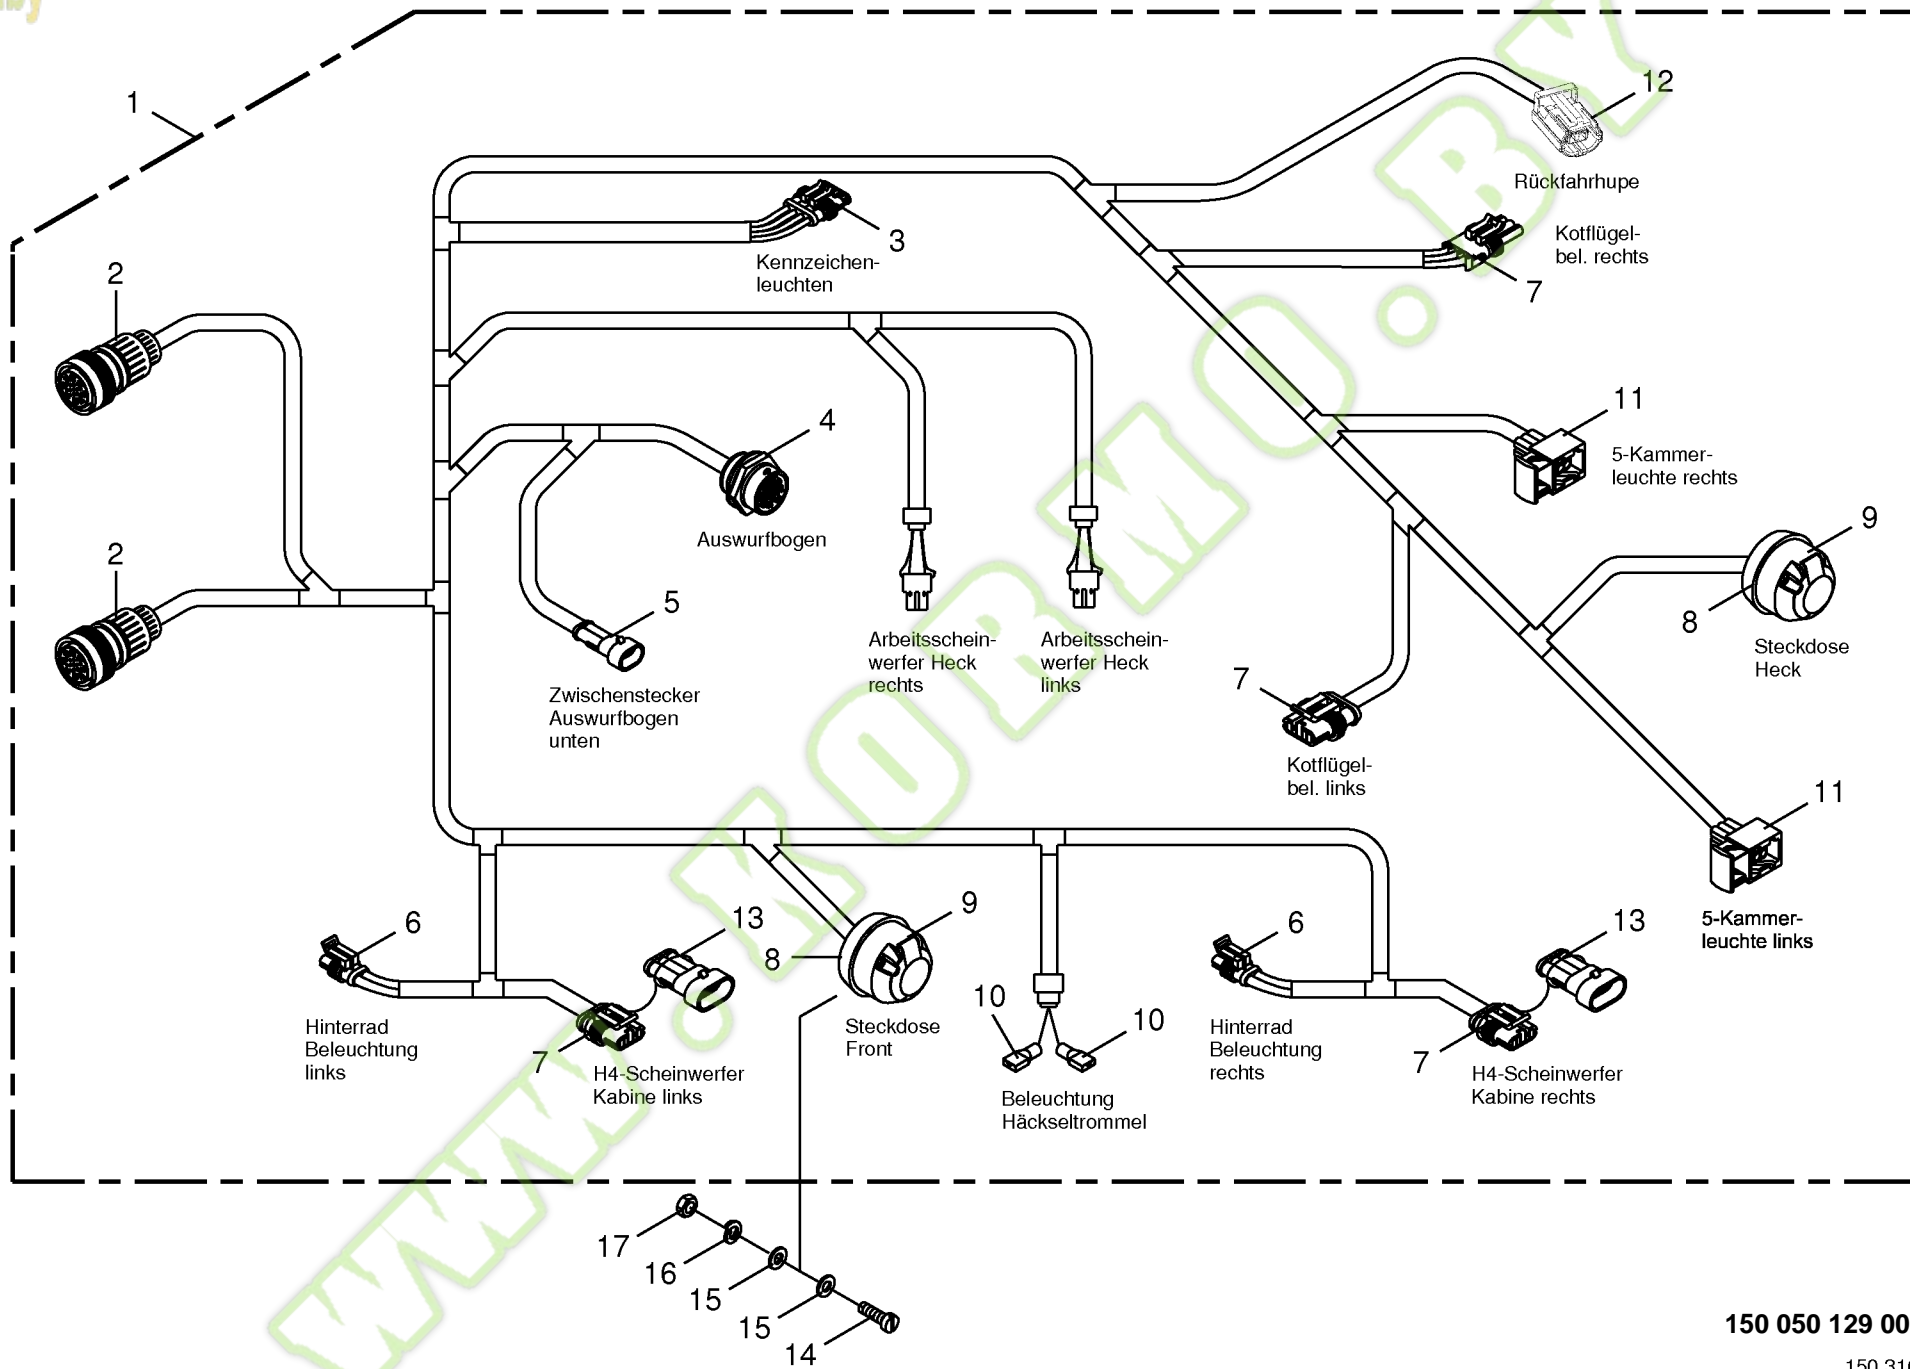 1
12
Rückfahrhupe
3
Kennzeichen-
leuchten
Kotflügel-
bel. rechts
7
2
4
Auswurfbogen
11
5-Kammer-
leuchte rechts
9
8
Steckdose
Heck
2
5
Zwischenstecker
Auswurfbogen
unten
Arbeitsschein-
werfer Heck
rechts
Arbeitsschein-
werfer Heck
links
7
Kotflügel-
bel. links
11
5-Kammer-
leuchte links
6
Hinterrad
Beleuchtung
links
13
7
H4-Scheinwerfer
Kabine links
9
8
Steckdose
Front
10
10
Beleuchtung
Häckseltrommel
6
Hinterrad
Beleuchtung
rechts
13
7
H4-Scheinwerfer
Kabine rechts
17
16
15
15
14
WWW.KORMO.BY
150 050 129 00